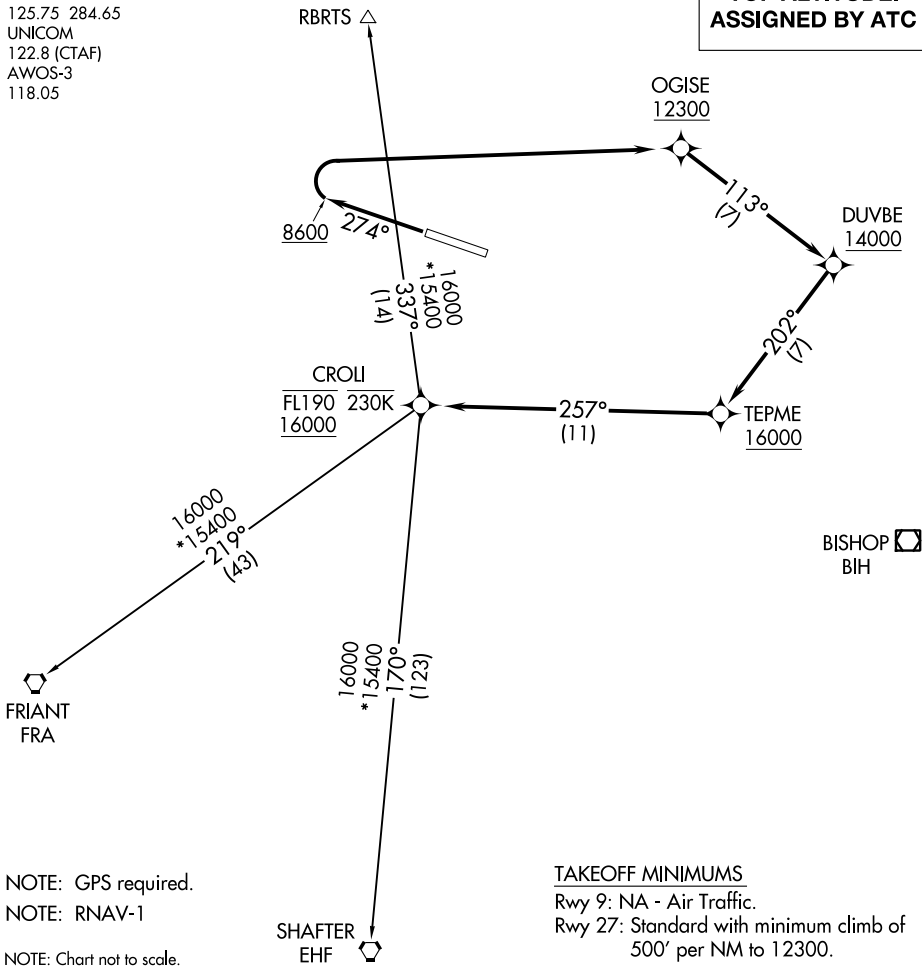 125.75 284.65
UNICOM
122.8 (CTAF)
AWOS-3
118.05
ASSIGNED BY ATC
RBRTS
OGISE
12300
8600
274°
113°
(7)
DUVBE
14000
16000
*15400
337°
(14)
202°
(7)
CROLI
FL190 230K
16000
257°
(11)
TEPME
16000
16000
*15400
219°
(43)
BISHOP
BIH
16000
*15400
170°
(123)
FRIANT
FRA
NOTE: GPS required.
NOTE: RNAV-1
NOTE: Chart not to scale.
SHAFTER
EHF
TAKEOFF MINIMUMS
Rwy 9: NA - Air Traffic.
Rwy 27: Standard with minimum climb of
500' per NM to 12300.